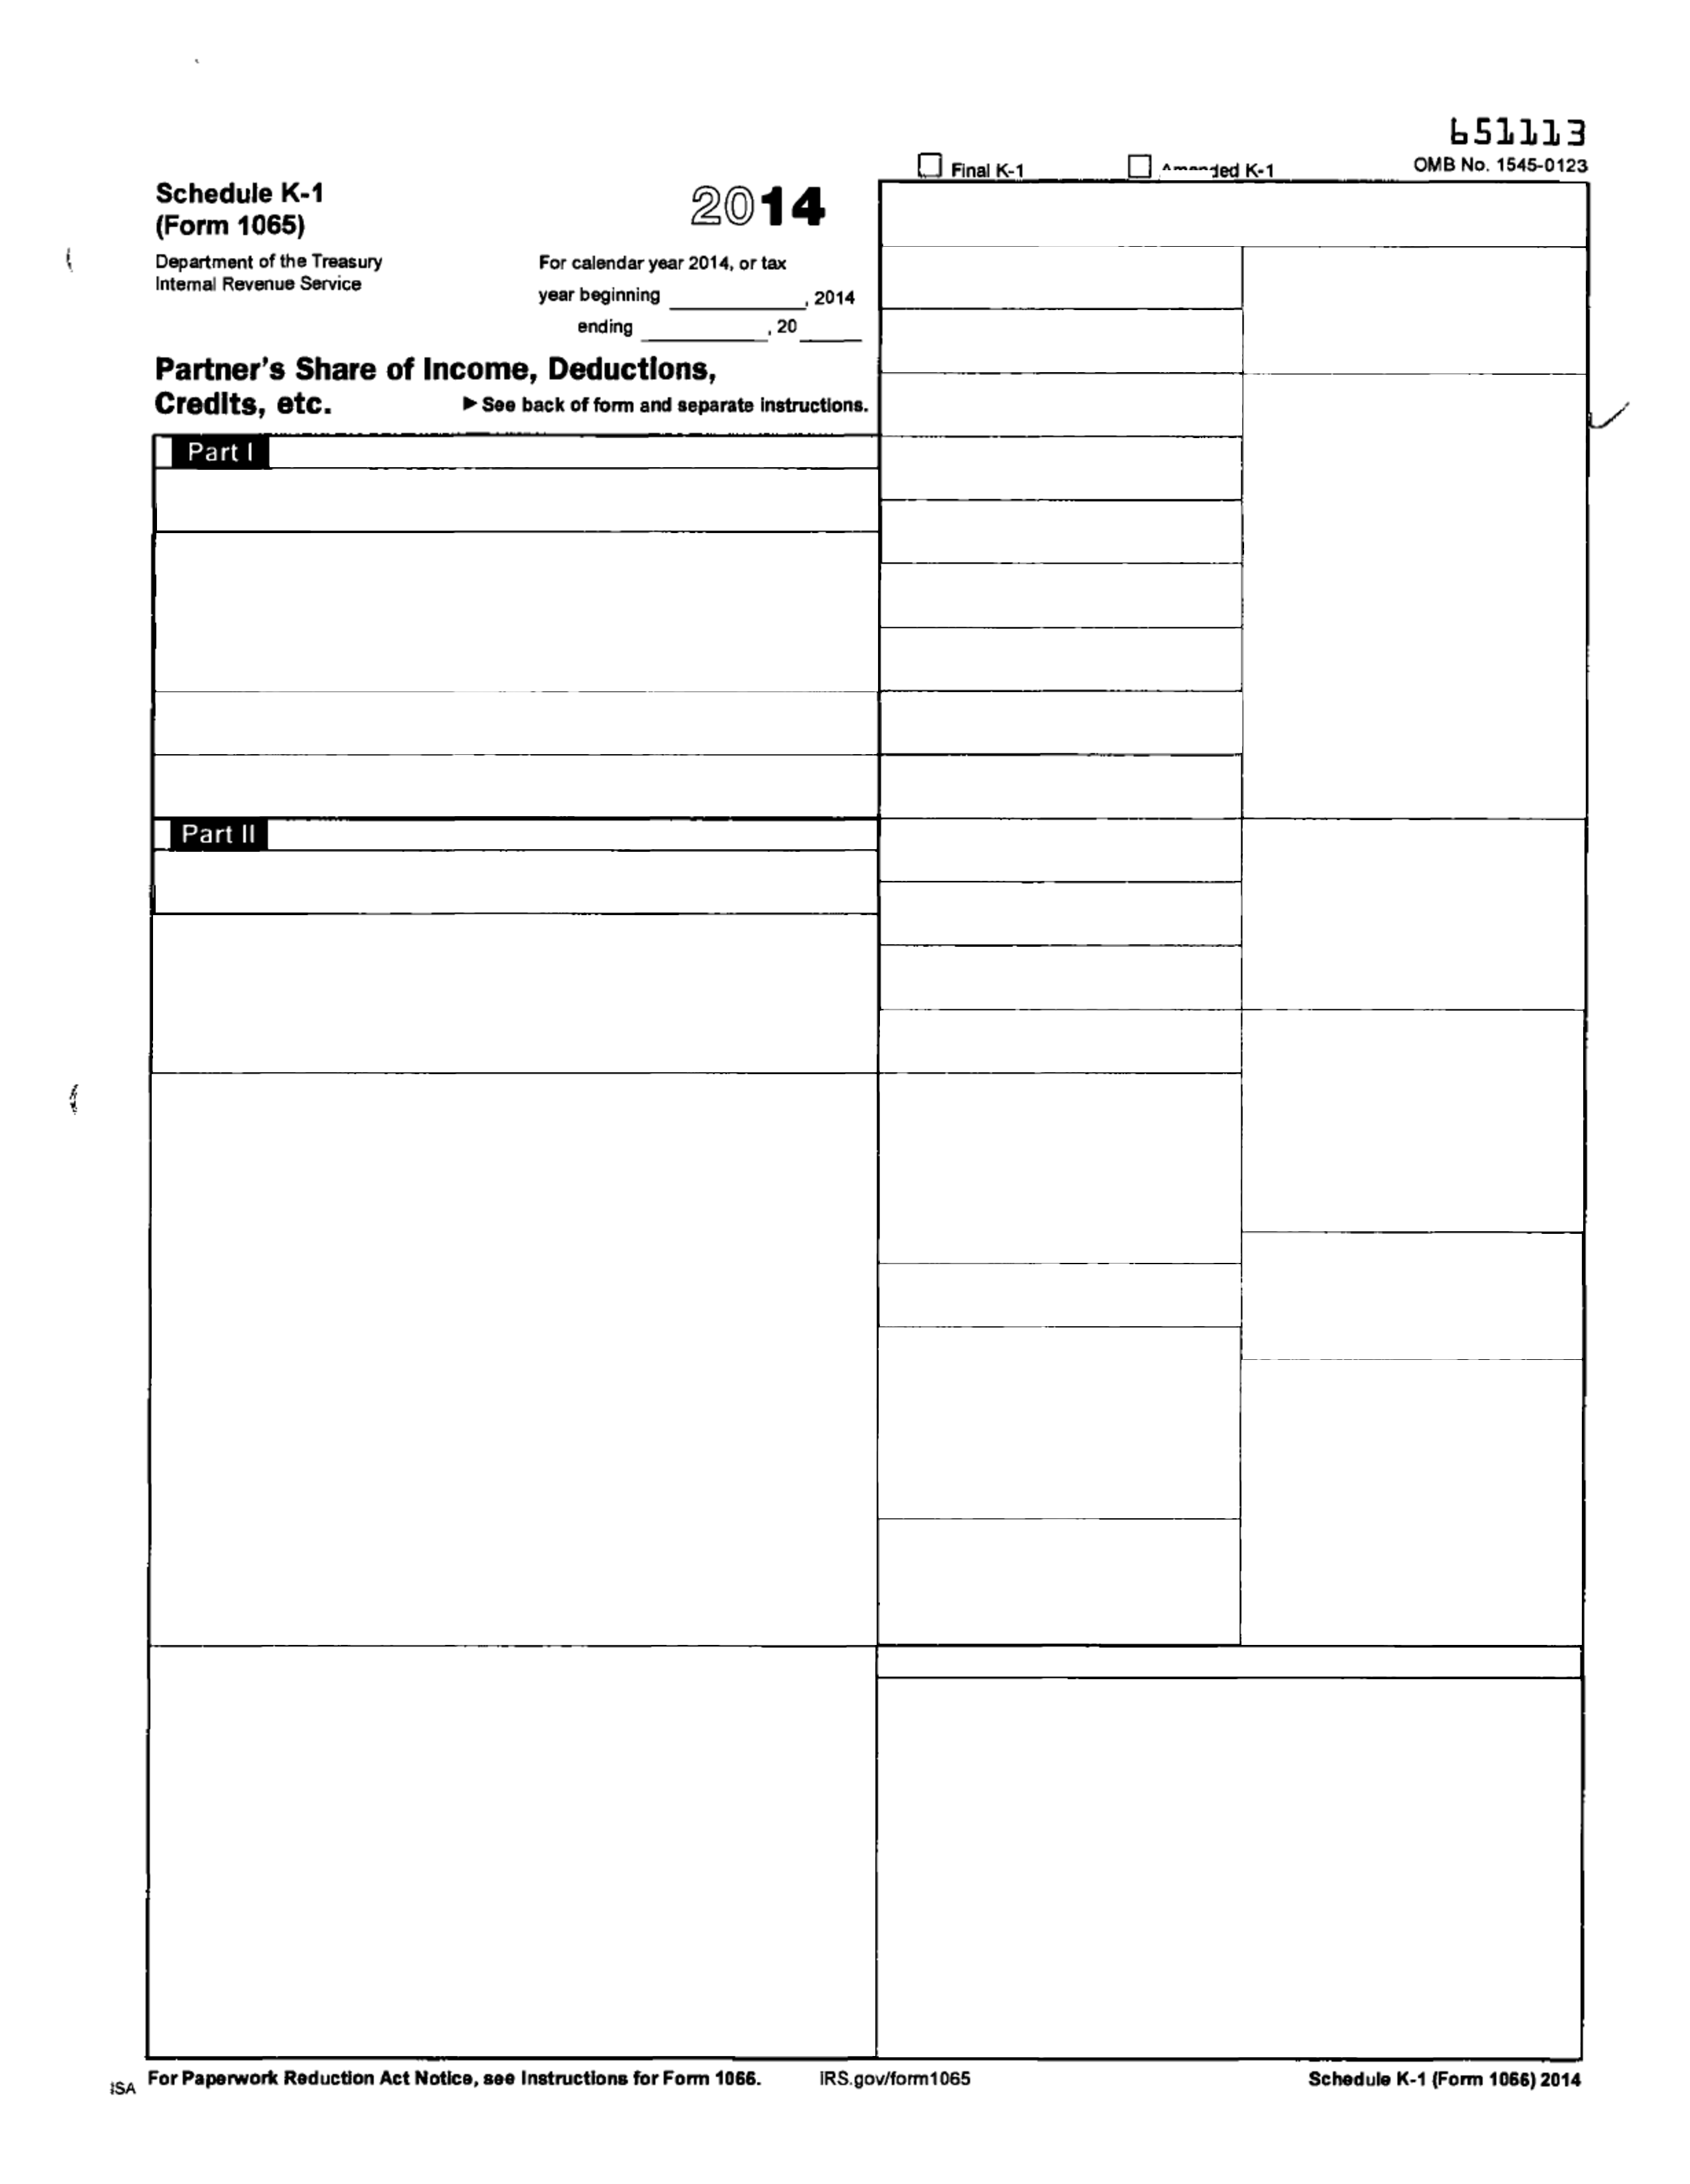 651113
Final K-1
Amended K-1
OMB No. 1545-0123
Schedule K-1
(Form 1065)
2014
Department of the Treasury
Internal Revenue Service
For calendar year 2014, or tax
year beginning , 2014
ending , 20
Partner's Share of Income, Deductions,
Credits, etc.
▶ See back of form and separate instructions.
Part I
Part II
ISA
For Paperwork Reduction Act Notice, see Instructions for Form 1065.
IRS.gov/form1065
Schedule K-1 (Form 1065) 2014